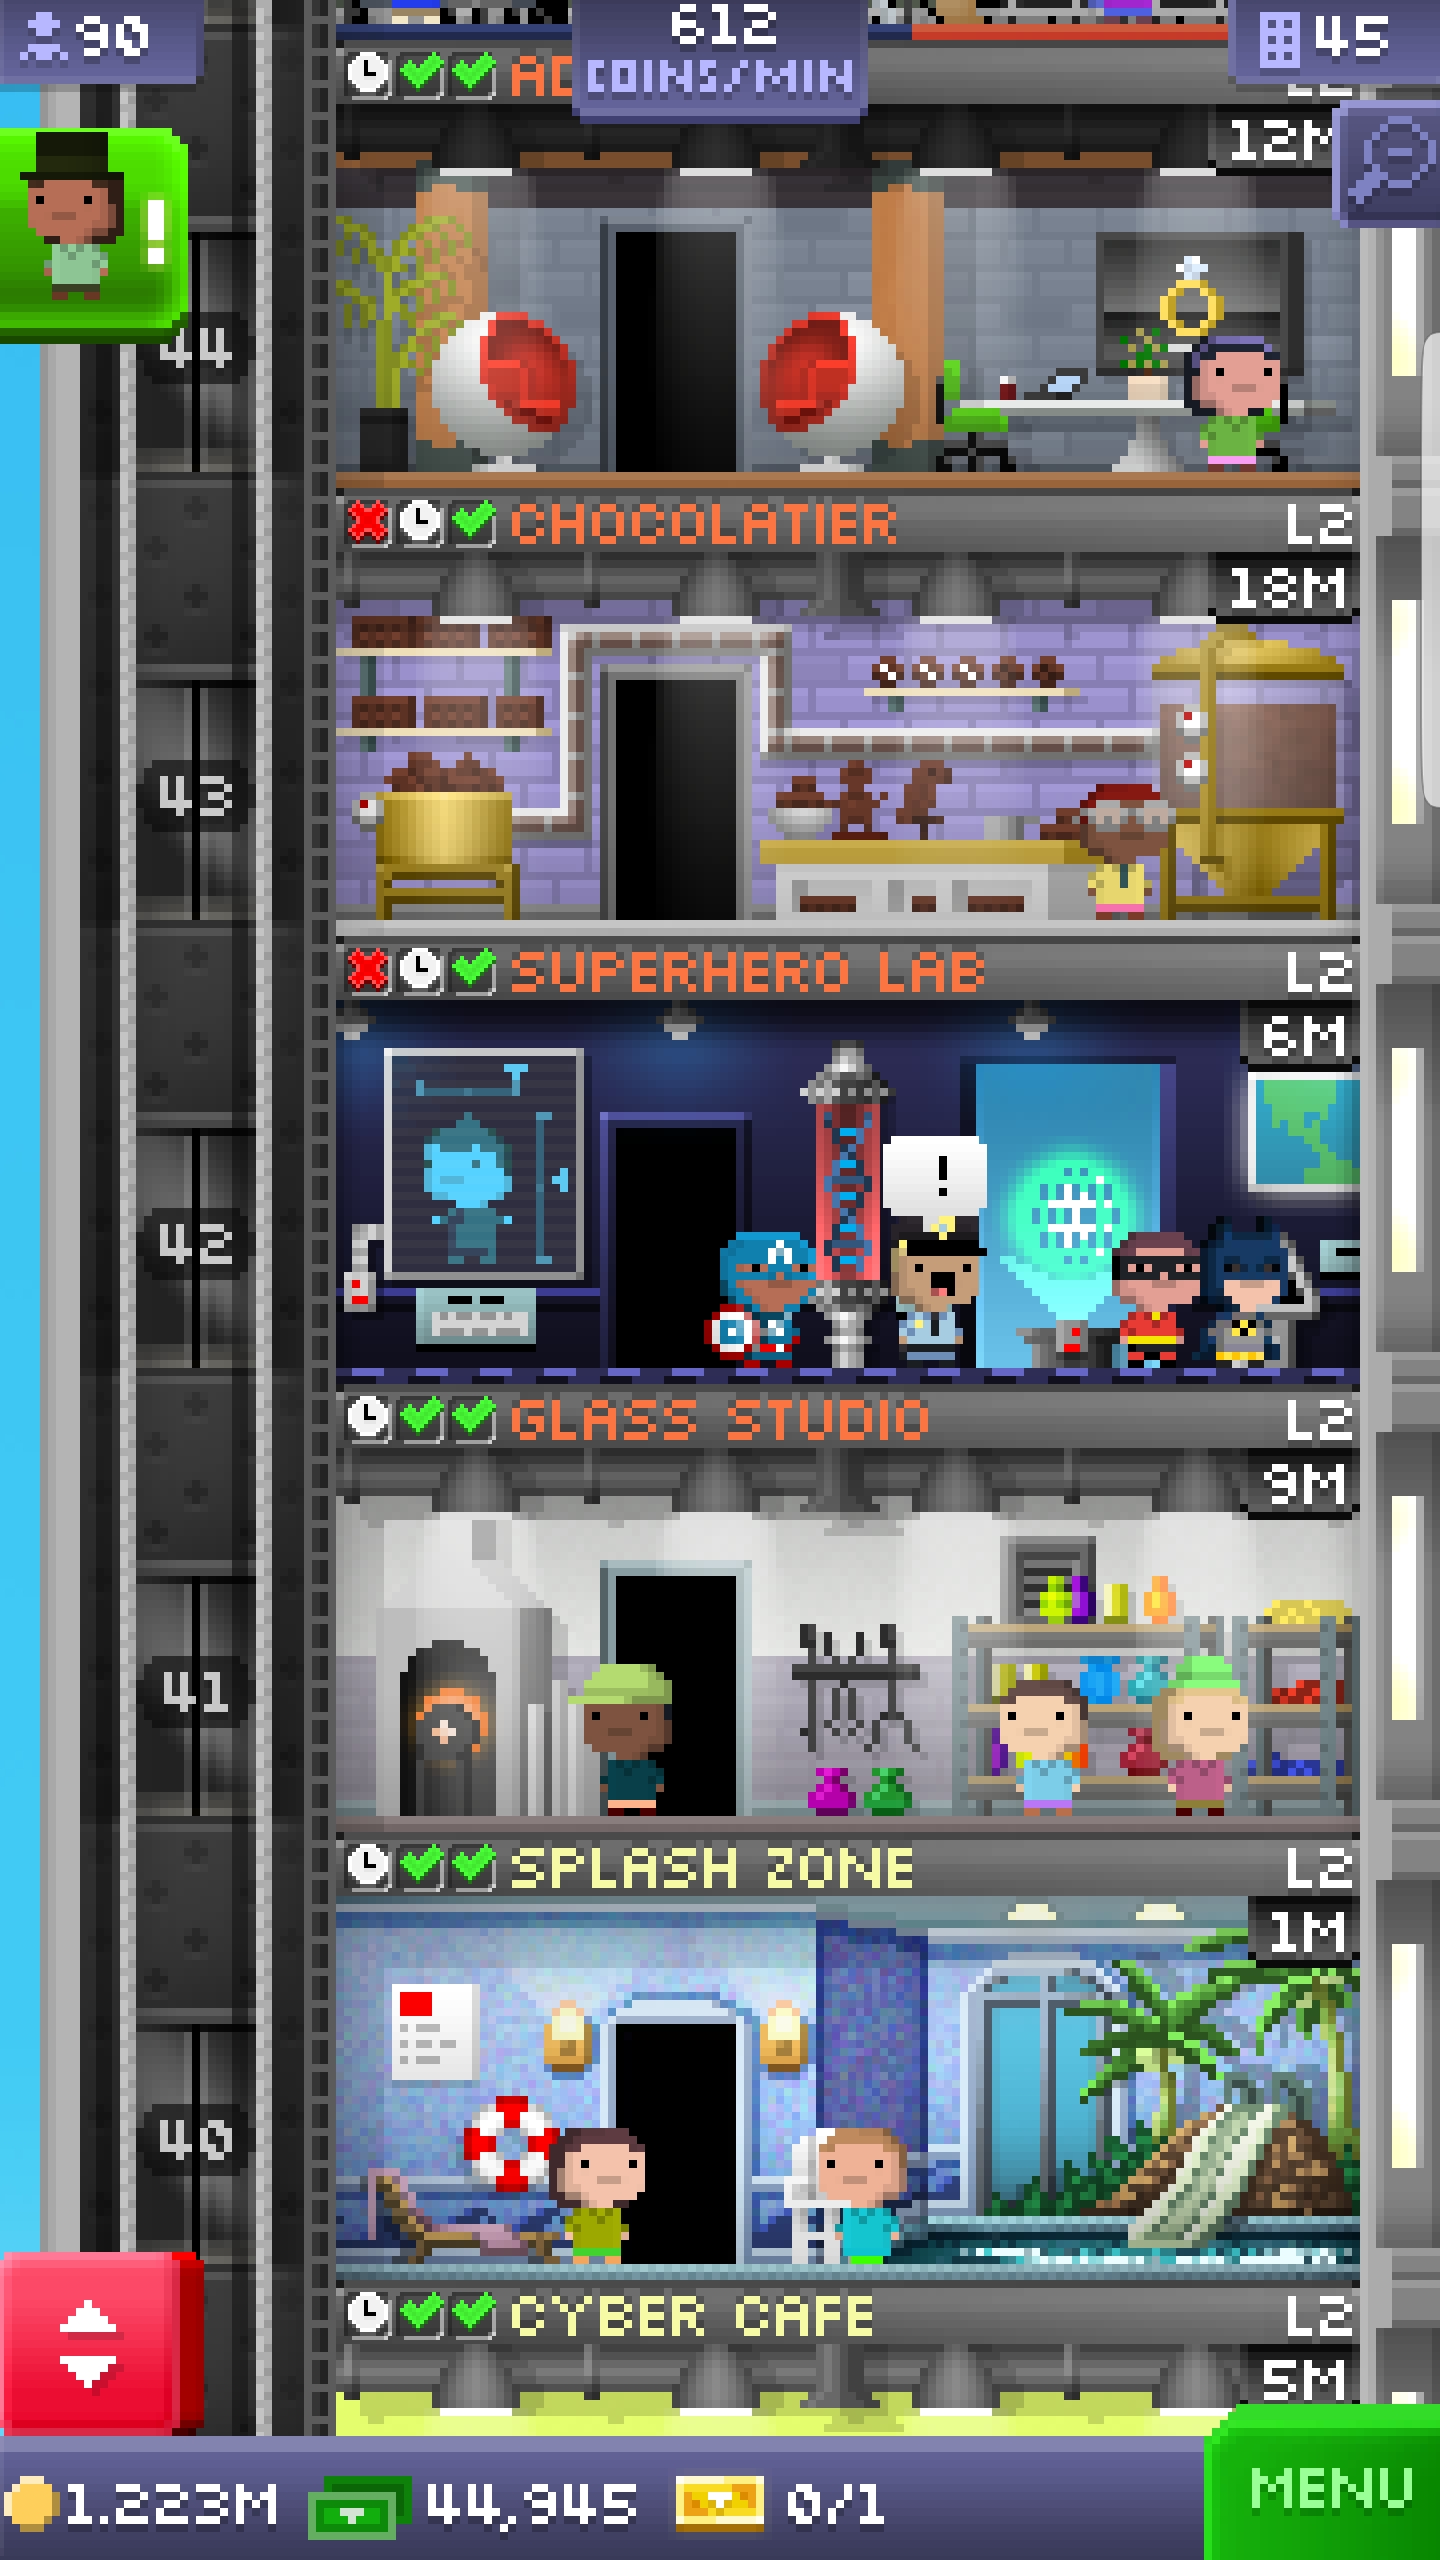 90
612
COINS/MIN
45
AD
12M
!
44
CHOCOLATIER L2
18M
43
SUPERHERO LAB L2
6M
!
42
GLASS STUDIO L2
9M
41
SPLASH ZONE L2
1M
40
CYBER CAFE L2
5M
1.223M 44,945 0/1 MENU